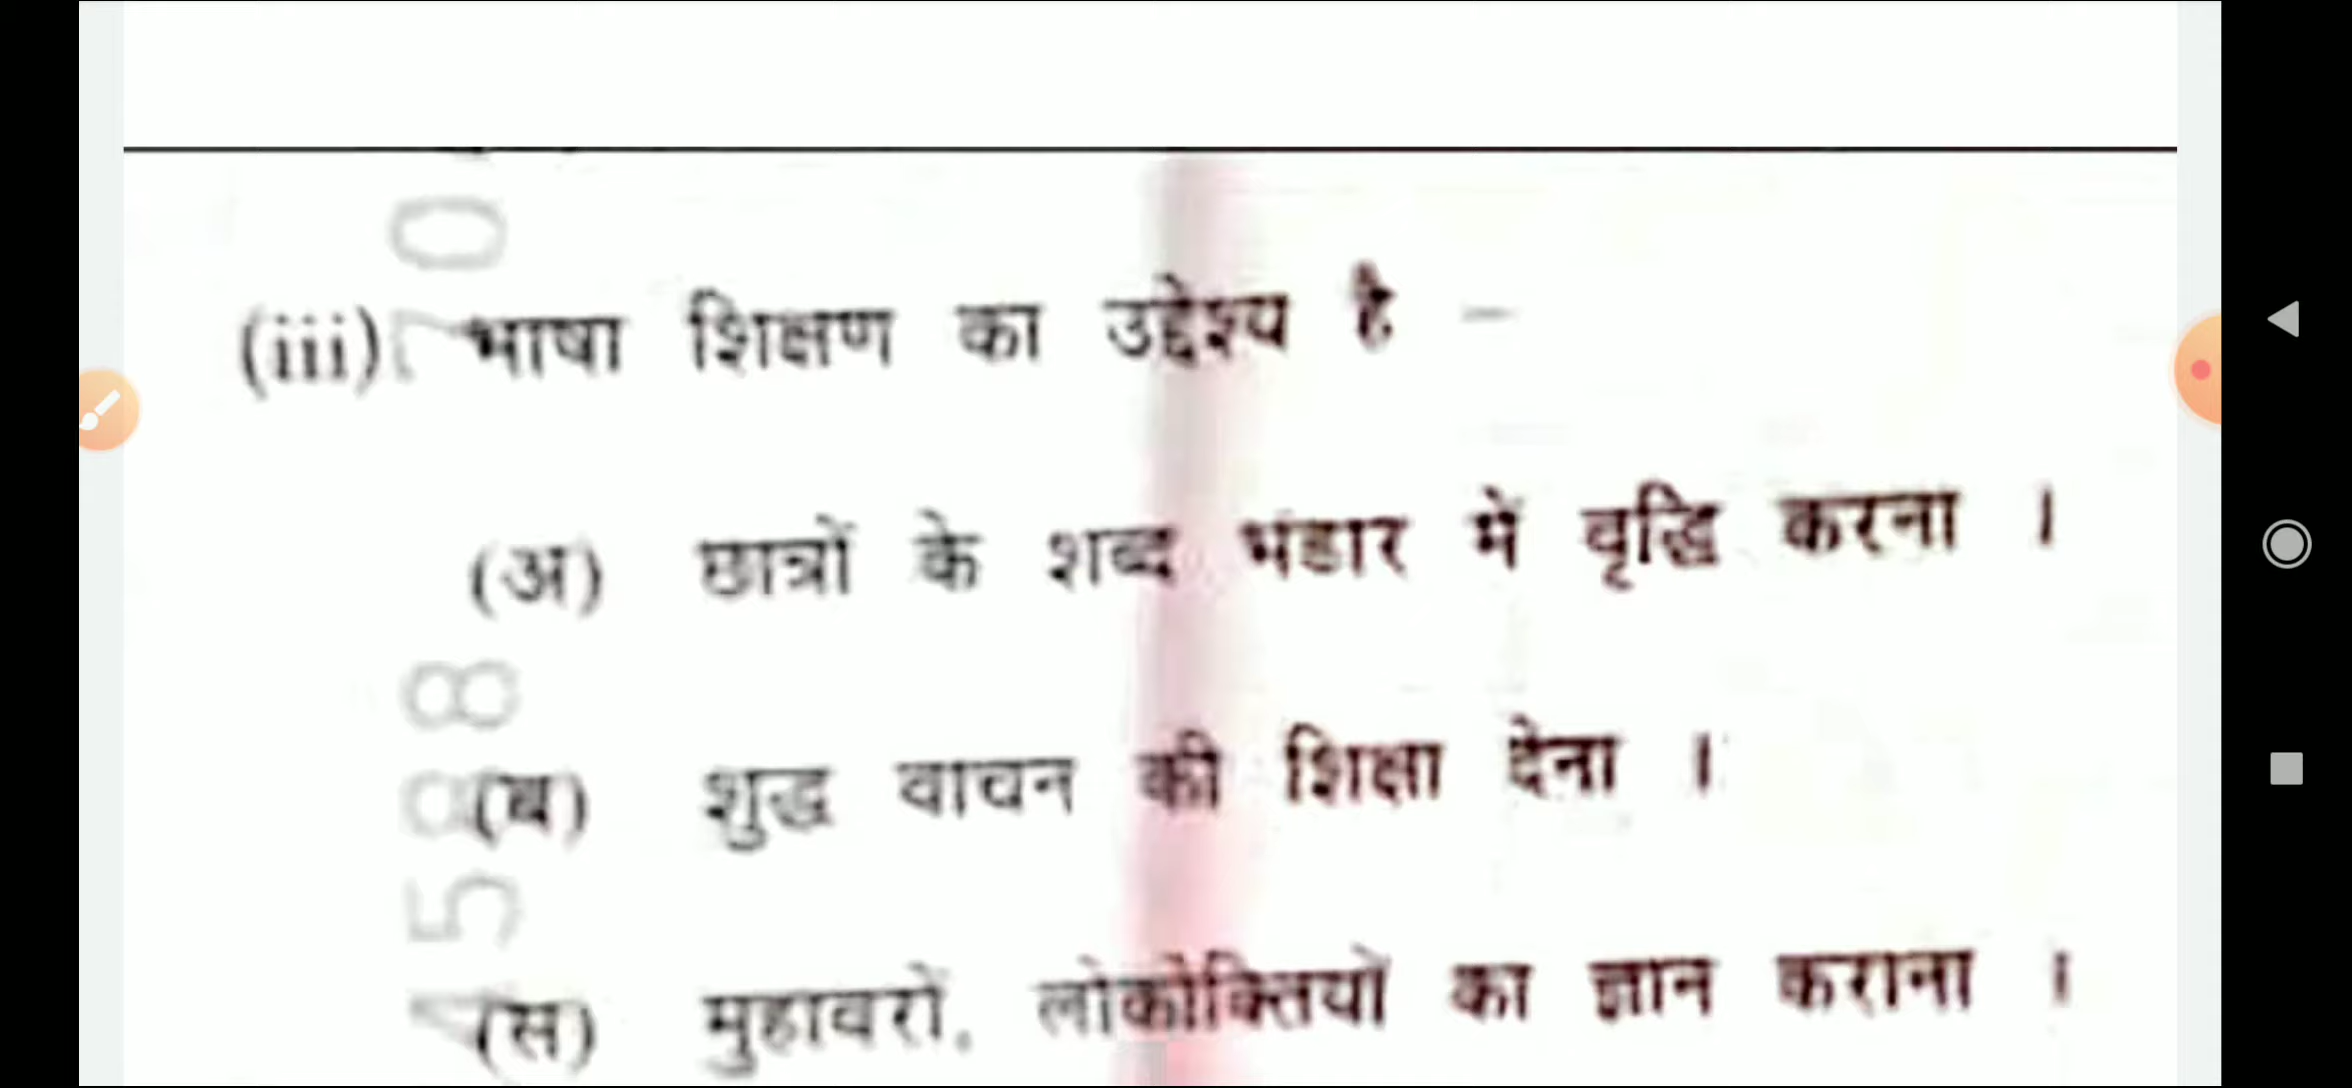 (iii) भाषा शिक्षण का उद्देश्य है –
(अ) छात्रों के शब्द भंडार में वृद्धि करना ।
(ब) शुद्ध वाचन की शिक्षा देना ।
(स) मुहावरों, लोकोक्तियों का ज्ञान कराना ।